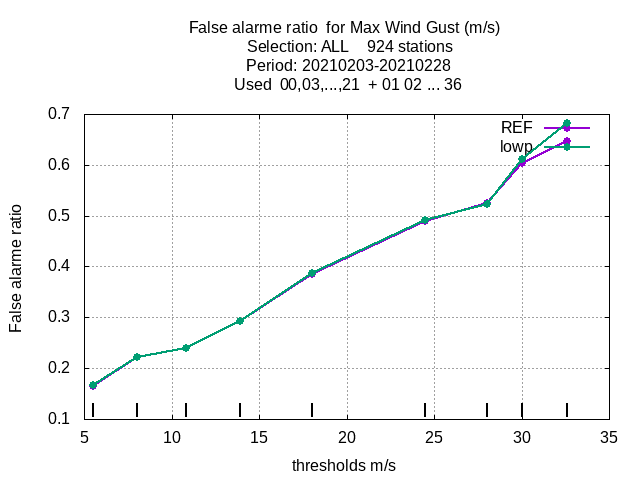 False alarme ratio  for Max Wind Gust (m/s)
Selection: ALL    924 stations
Period: 20210203-20210228
Used  00,03,...,21  + 01 02 ... 36
False alarme ratio
0.7
0.6
0.5
0.4
0.3
0.2
0.1
REF
lowp
5 10 15 20 25 30 35
thresholds m/s